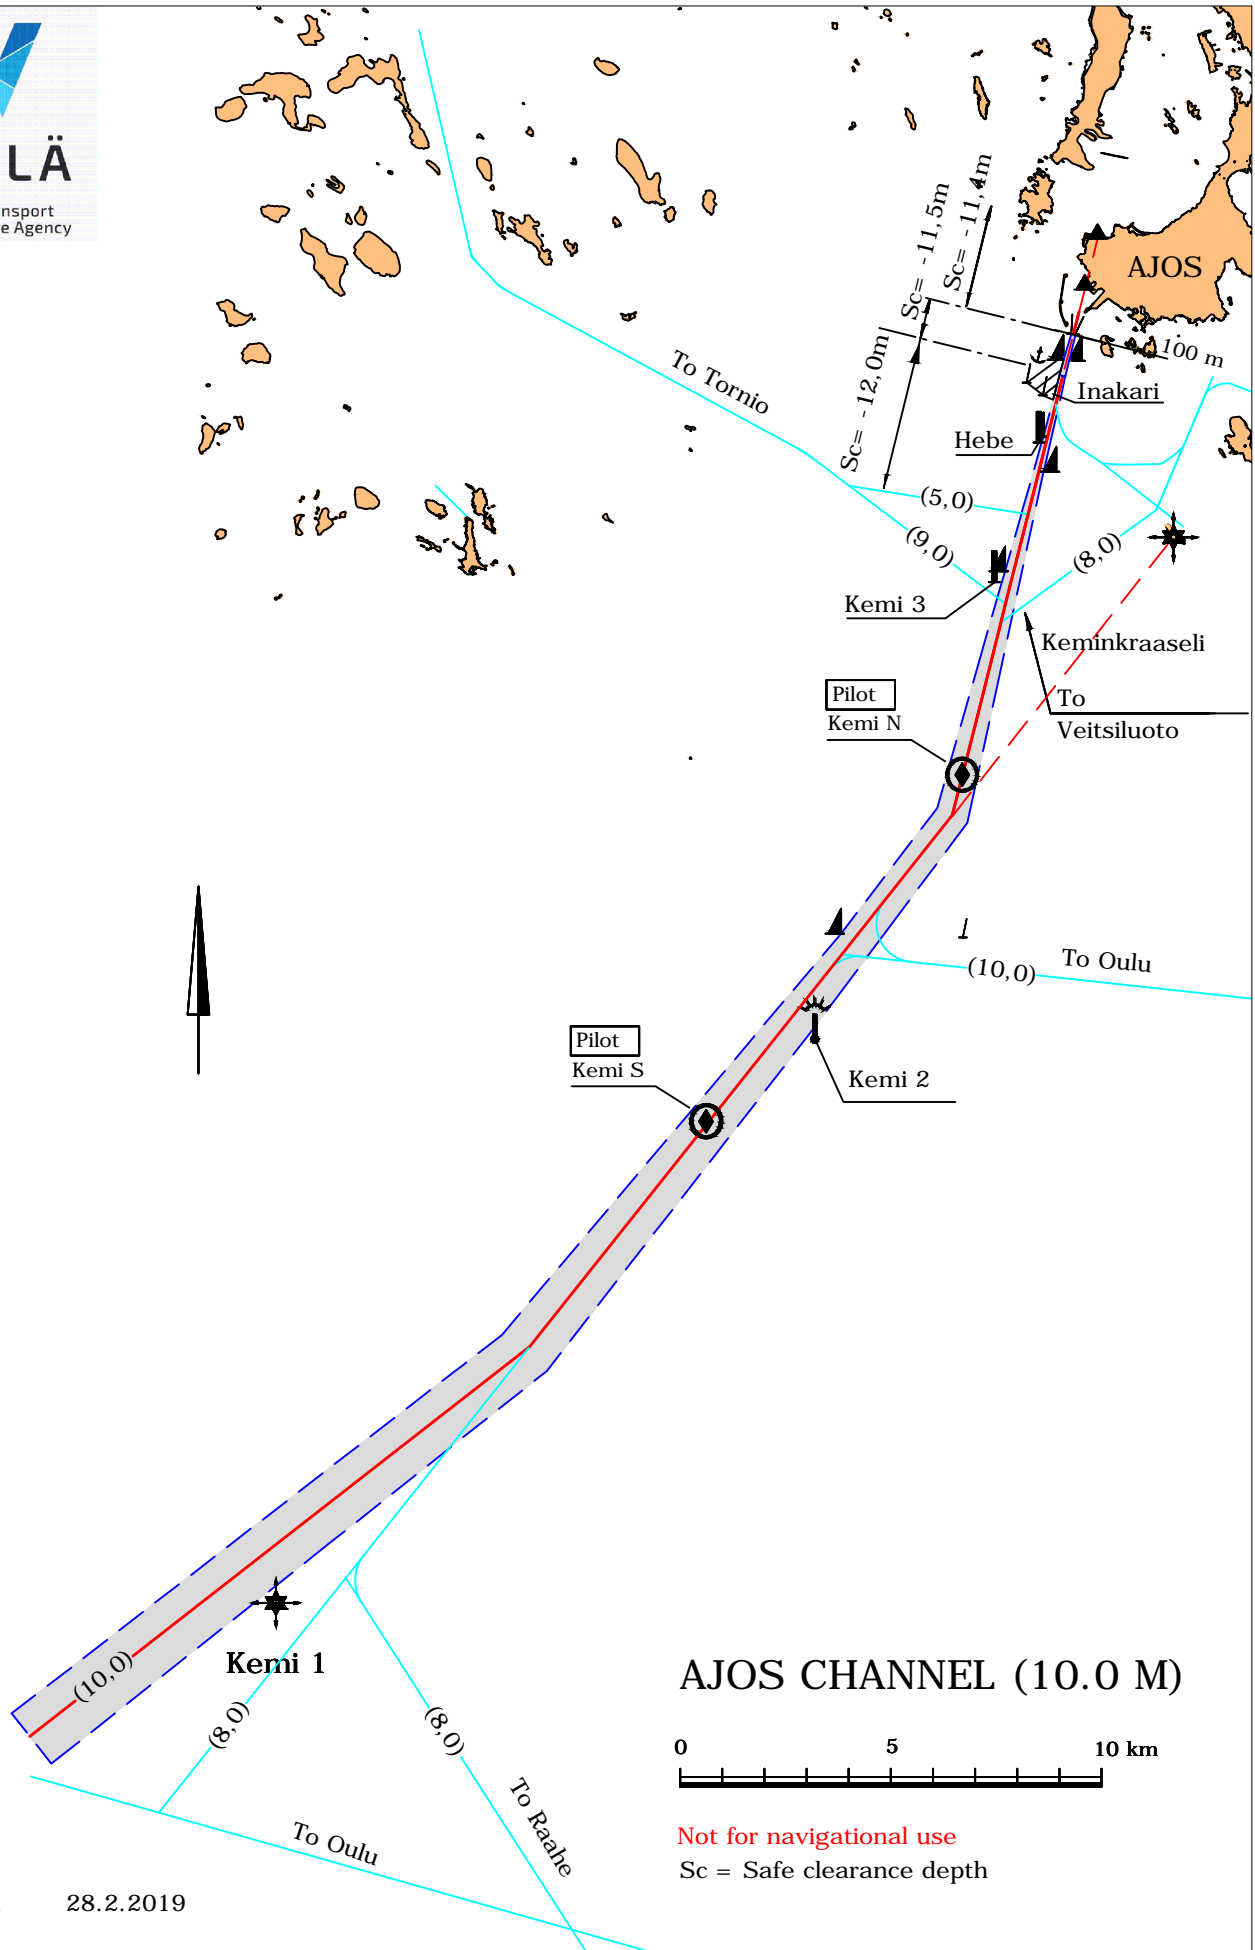 LÄ
nsport
e Agency
Sc= -11,5m
Sc= -11,4m
AJOS
100 m
To Tornio
Sc= -12,0m
Inakari
Hebe
(5,0)
(9,0)
(8,0)
Kemi 3
Keminkraaseli
Pilot
Kemi N
To
Veitsiluoto
(10,0)
To Oulu
Pilot
Kemi S
Kemi 2
Kemi 1
(10,0)
(8,0)
(8,0)
To Raahe
To Oulu
AJOS CHANNEL (10.0 M)
0 5 10 km
Not for navigational use
Sc = Safe clearance depth
28.2.2019